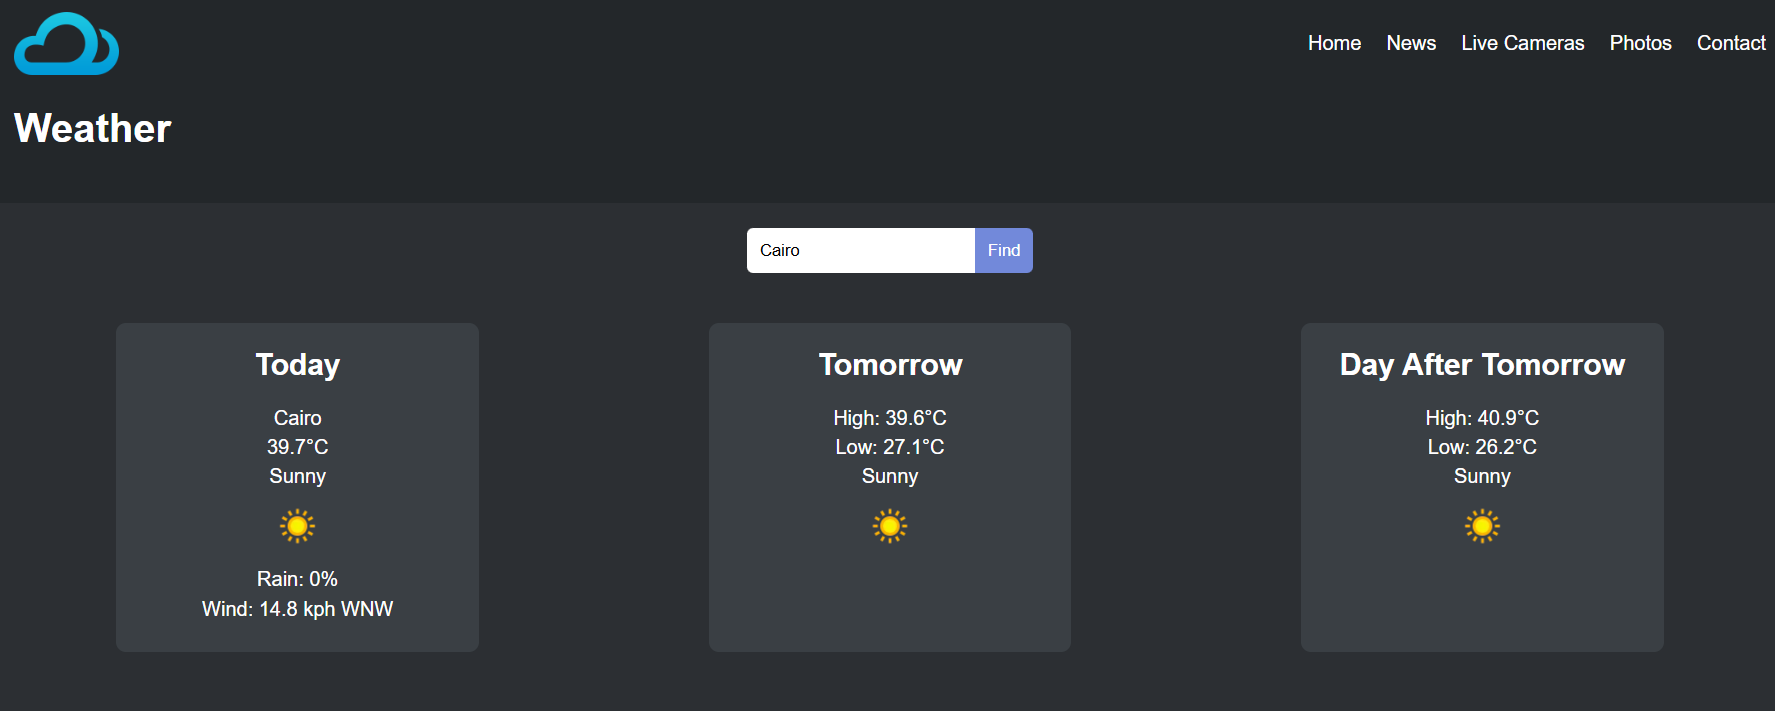 Home News Live Cameras Photos Contact
Weather
Cairo Find
Today
Cairo
39.7°C
Sunny
Rain: 0%
Wind: 14.8 kph WNW
Tomorrow
High: 39.6°C
Low: 27.1°C
Sunny
Day After Tomorrow
High: 40.9°C
Low: 26.2°C
Sunny